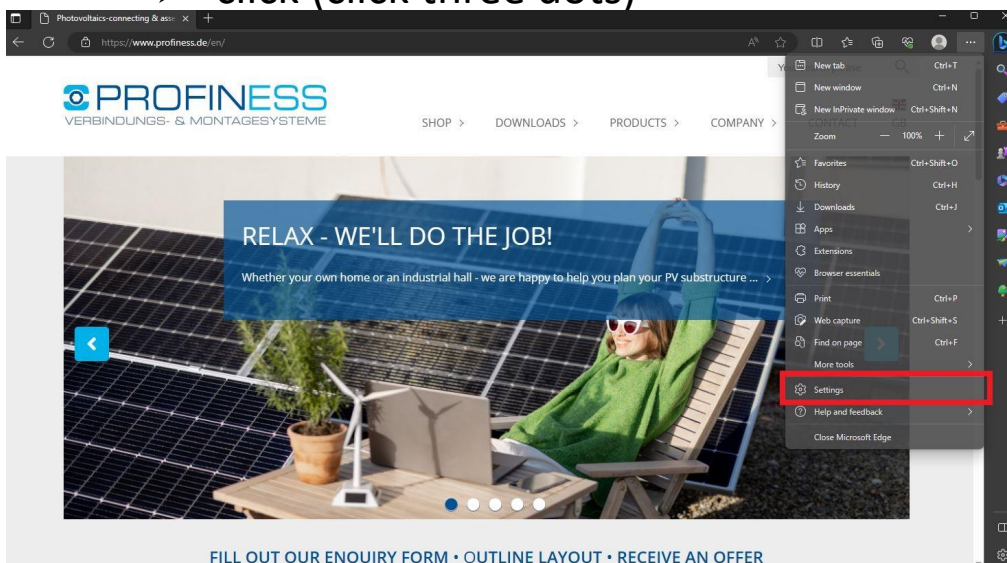 click (click three dots)
Photovoltaics-connecting & asse
https://www.profiness.de/en/
PROFINESS
VERBINDUNGS- & MONTAGESYSTEME
SHOP >
DOWNLOADS >
PRODUCTS >
COMPANY >
CONTACT
New tab Ctrl+T
New window Ctrl+N
New InPrivate window Ctrl+Shift+N
Zoom — 100% +
Favorites Ctrl+Shift+O
History Ctrl+H
Downloads Ctrl+J
Apps >
Extensions
Browser essentials
Print Ctrl+P
Web capture Ctrl+Shift+S
Find on page Ctrl+F
More tools >
Settings
Help and feedback >
Close Microsoft Edge
RELAX - WE'LL DO THE JOB!
Whether your own home or an industrial hall - we are happy to help you plan your PV substructure ... >
FILL OUT OUR ENQUIRY FORM • OUTLINE LAYOUT • RECEIVE AN OFFER